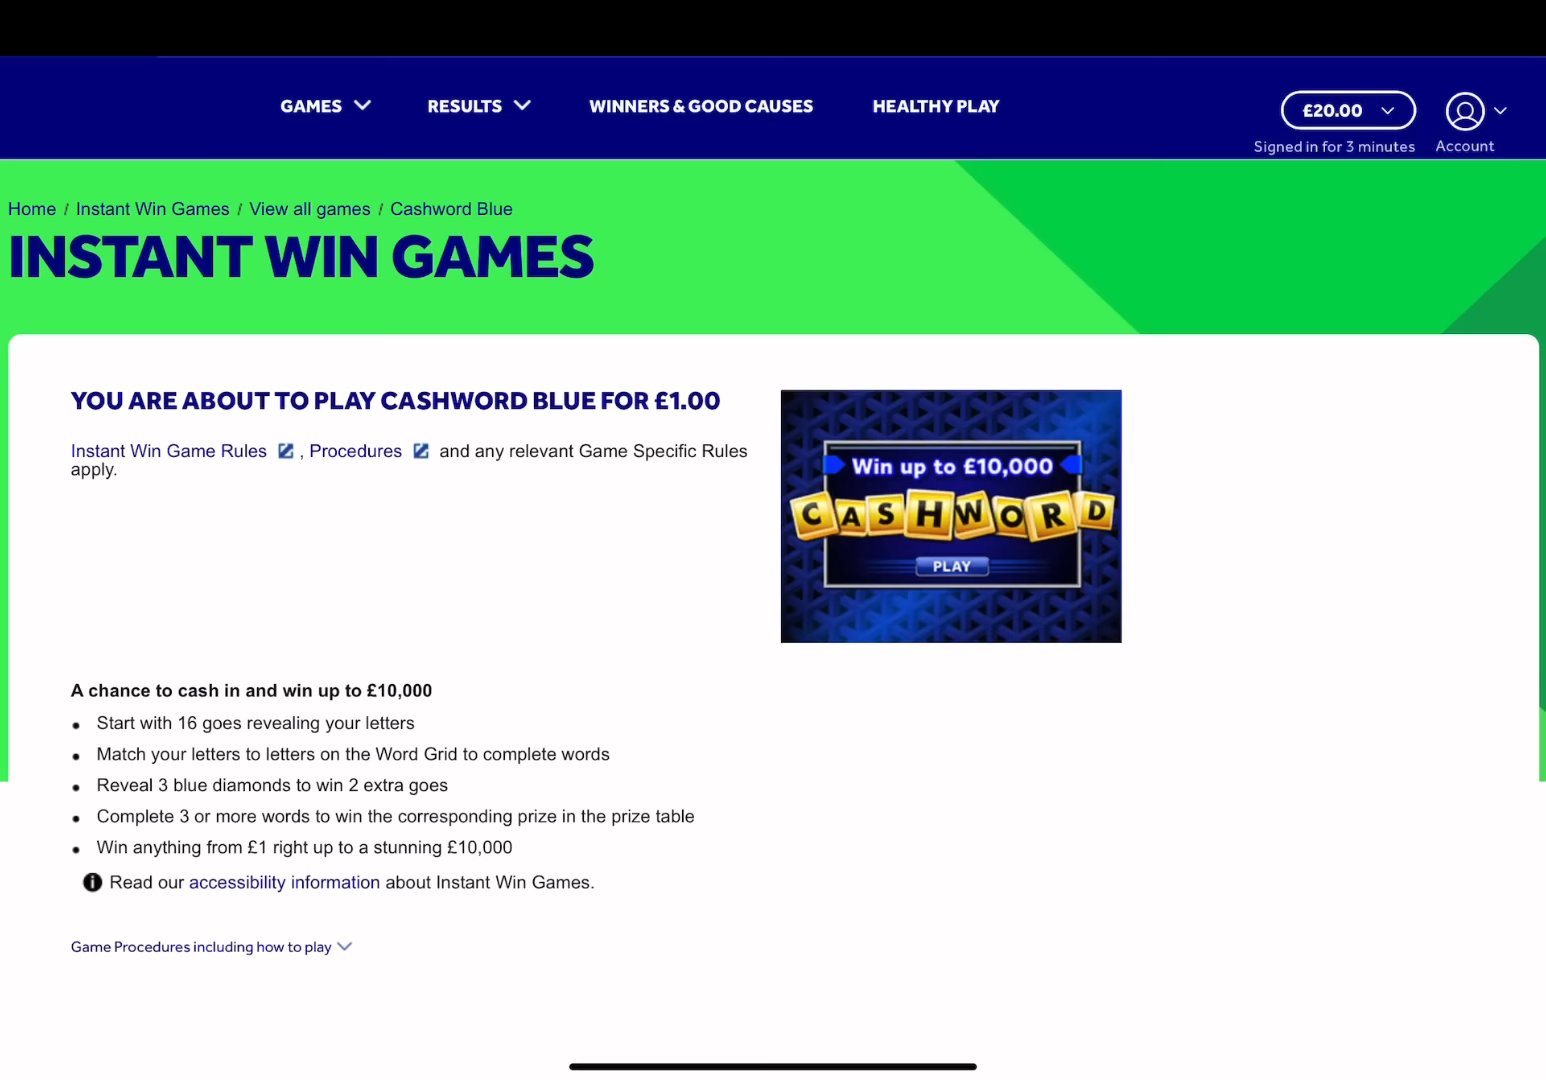 GAMES RESULTS WINNERS & GOOD CAUSES HEALTHY PLAY £20.00
Signed in for 3 minutes Account
Home / Instant Win Games / View all games / Cashword Blue
INSTANT WIN GAMES
YOU ARE ABOUT TO PLAY CASHWORD BLUE FOR £1.00
Instant Win Game Rules , Procedures and any relevant Game Specific Rules
apply.
Win up to £10,000
CASHWORD
PLAY
A chance to cash in and win up to £10,000
• Start with 16 goes revealing your letters
• Match your letters to letters on the Word Grid to complete words
• Reveal 3 blue diamonds to win 2 extra goes
• Complete 3 or more words to win the corresponding prize in the prize table
• Win anything from £1 right up to a stunning £10,000
Read our accessibility information about Instant Win Games.
Game Procedures including how to play